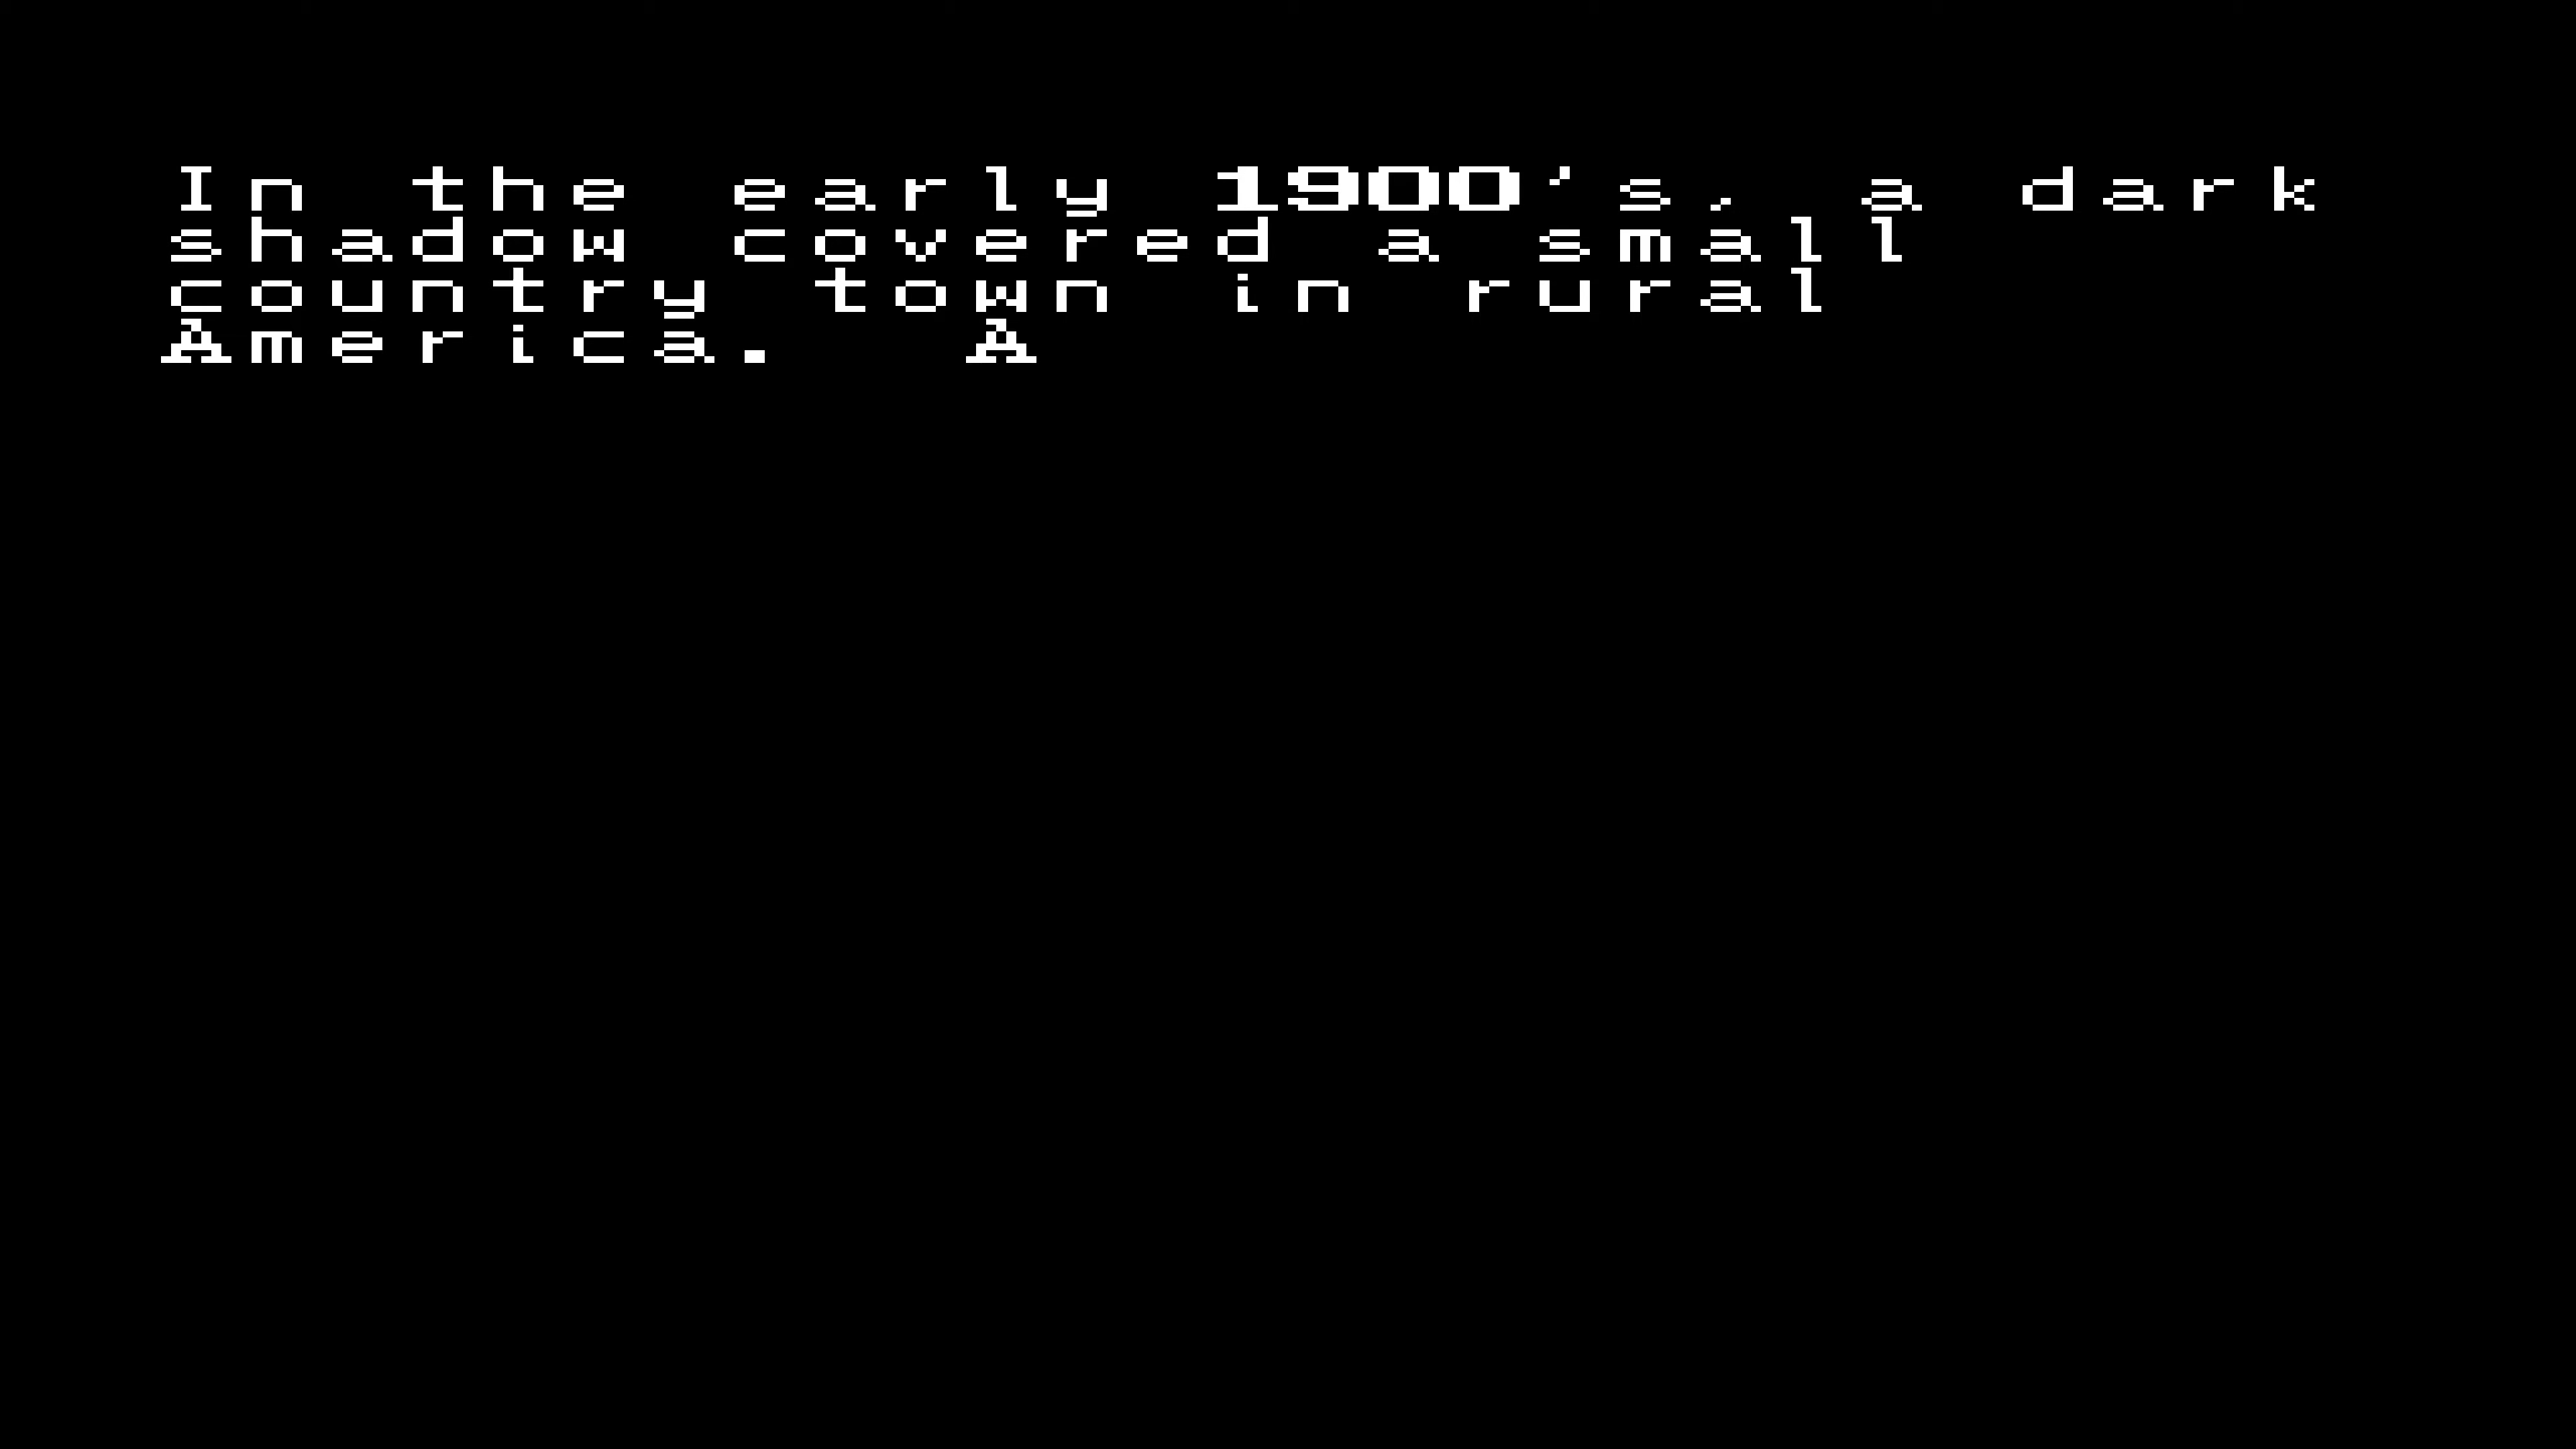 In the early 1900's, a dark
shadow covered a small
country town in rural
America.  A